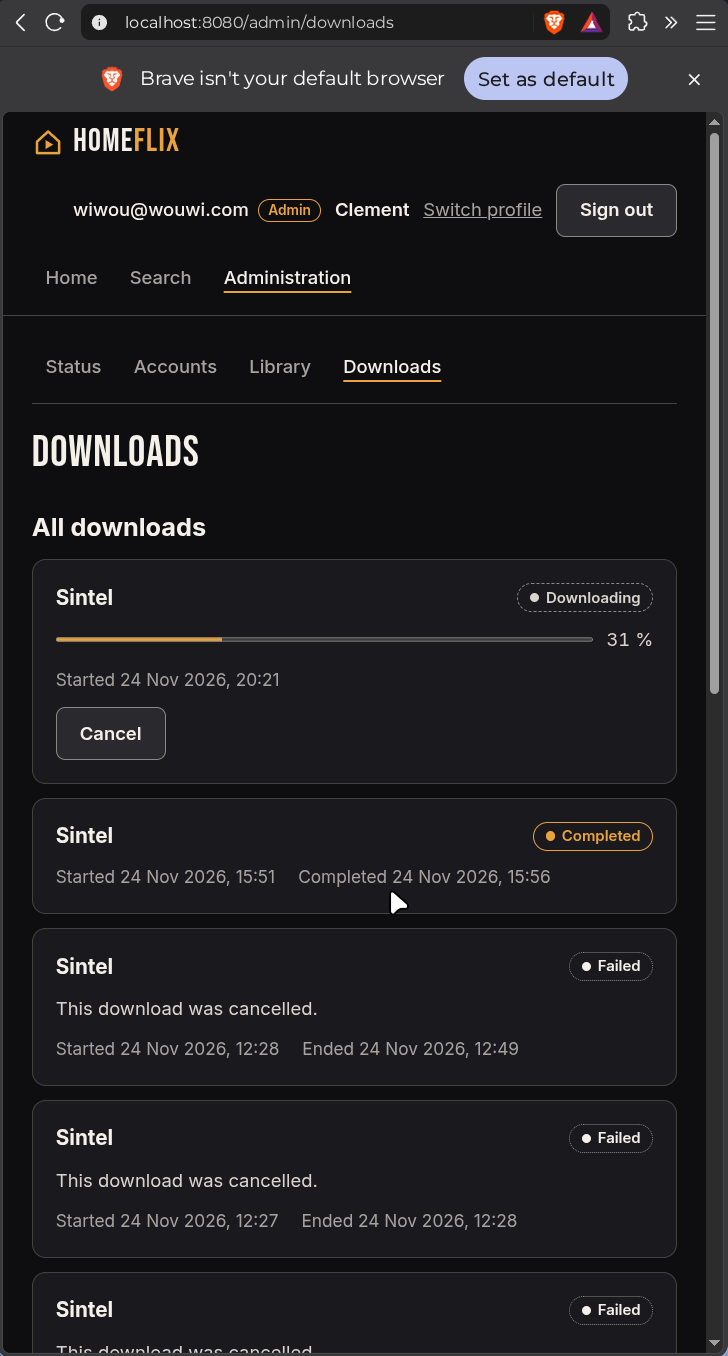 localhost:8080/admin/downloads
Brave isn't your default browser
Set as default
HOMEFLIX
wiwou@wouwi.com Admin Clement Switch profile Sign out
Home Search Administration
Status Accounts Library Downloads
DOWNLOADS
All downloads
Sintel Downloading
31 %
Started 24 Nov 2026, 20:21
Cancel
Sintel Completed
Started 24 Nov 2026, 15:51 Completed 24 Nov 2026, 15:56
Sintel Failed
This download was cancelled.
Started 24 Nov 2026, 12:28 Ended 24 Nov 2026, 12:49
Sintel Failed
This download was cancelled.
Started 24 Nov 2026, 12:27 Ended 24 Nov 2026, 12:28
Sintel Failed
This download was cancelled.